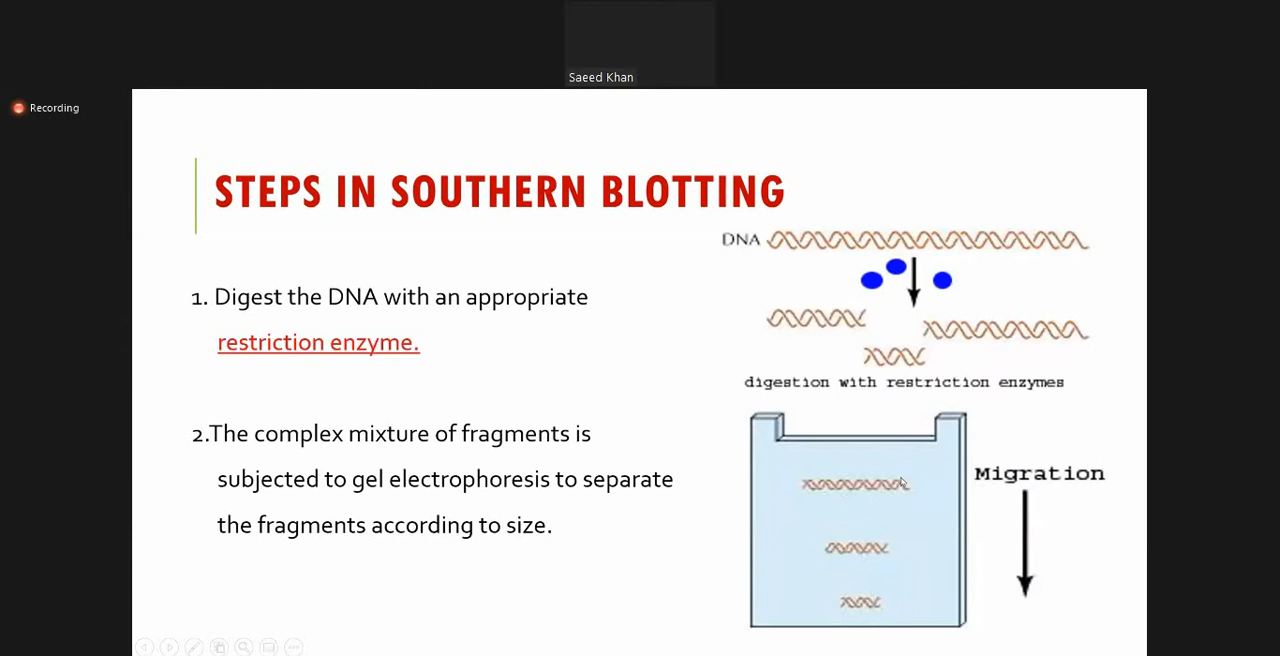 Saeed Khan
Recording
STEPS IN SOUTHERN BLOTTING
DNA
1. Digest the DNA with an appropriate
restriction enzyme.
digestion with restriction enzymes
2.The complex mixture of fragments is
subjected to gel electrophoresis to separate
the fragments according to size.
Migration